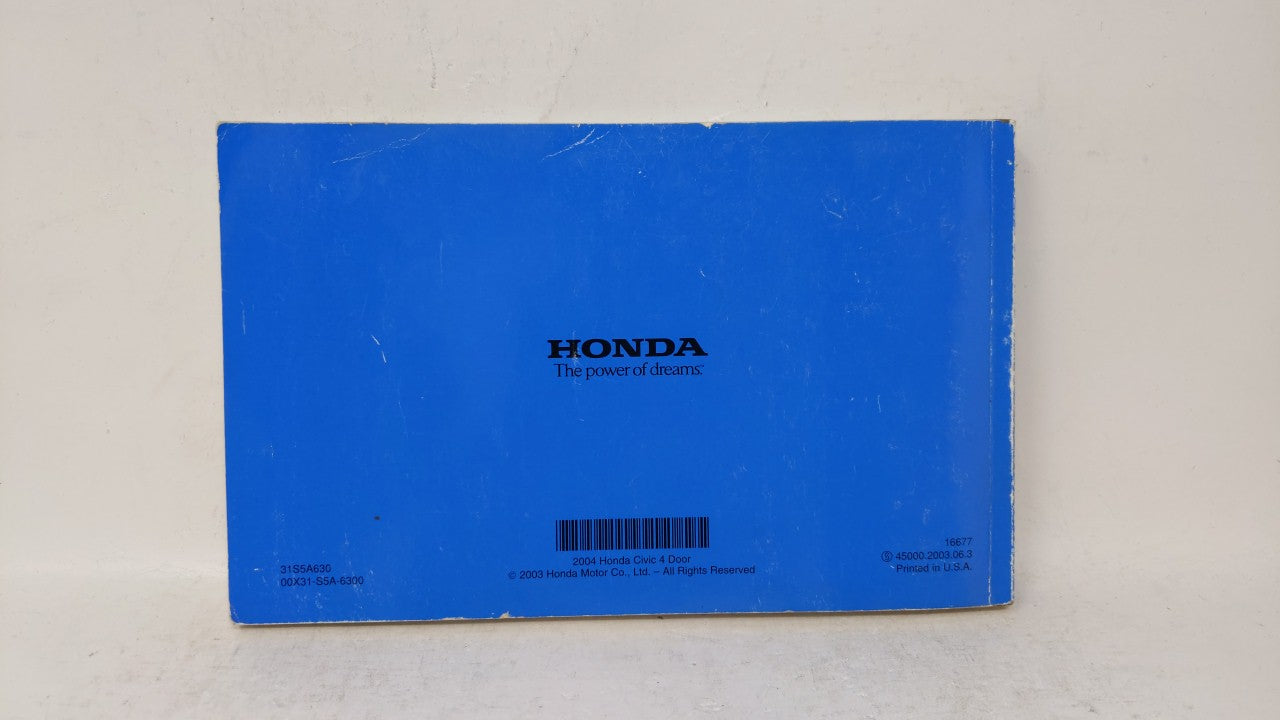 HONDA
The power of dreams.℠
31S5A630
00X31-S5A-6300
2004 Honda Civic 4 Door
© 2003 Honda Motor Co., Ltd. – All Rights Reserved
16677
Ⓢ 45000.2003.06.3
Printed in U.S.A.